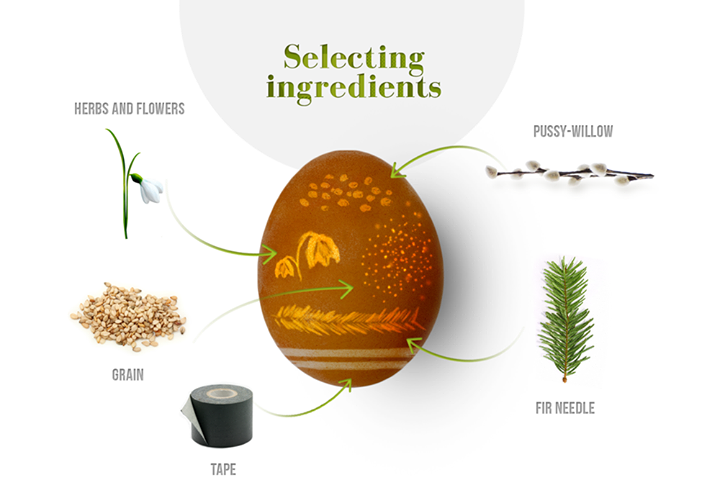 Selecting
ingredients
HERBS AND FLOWERS
PUSSY-WILLOW
GRAIN
FIR NEEDLE
TAPE